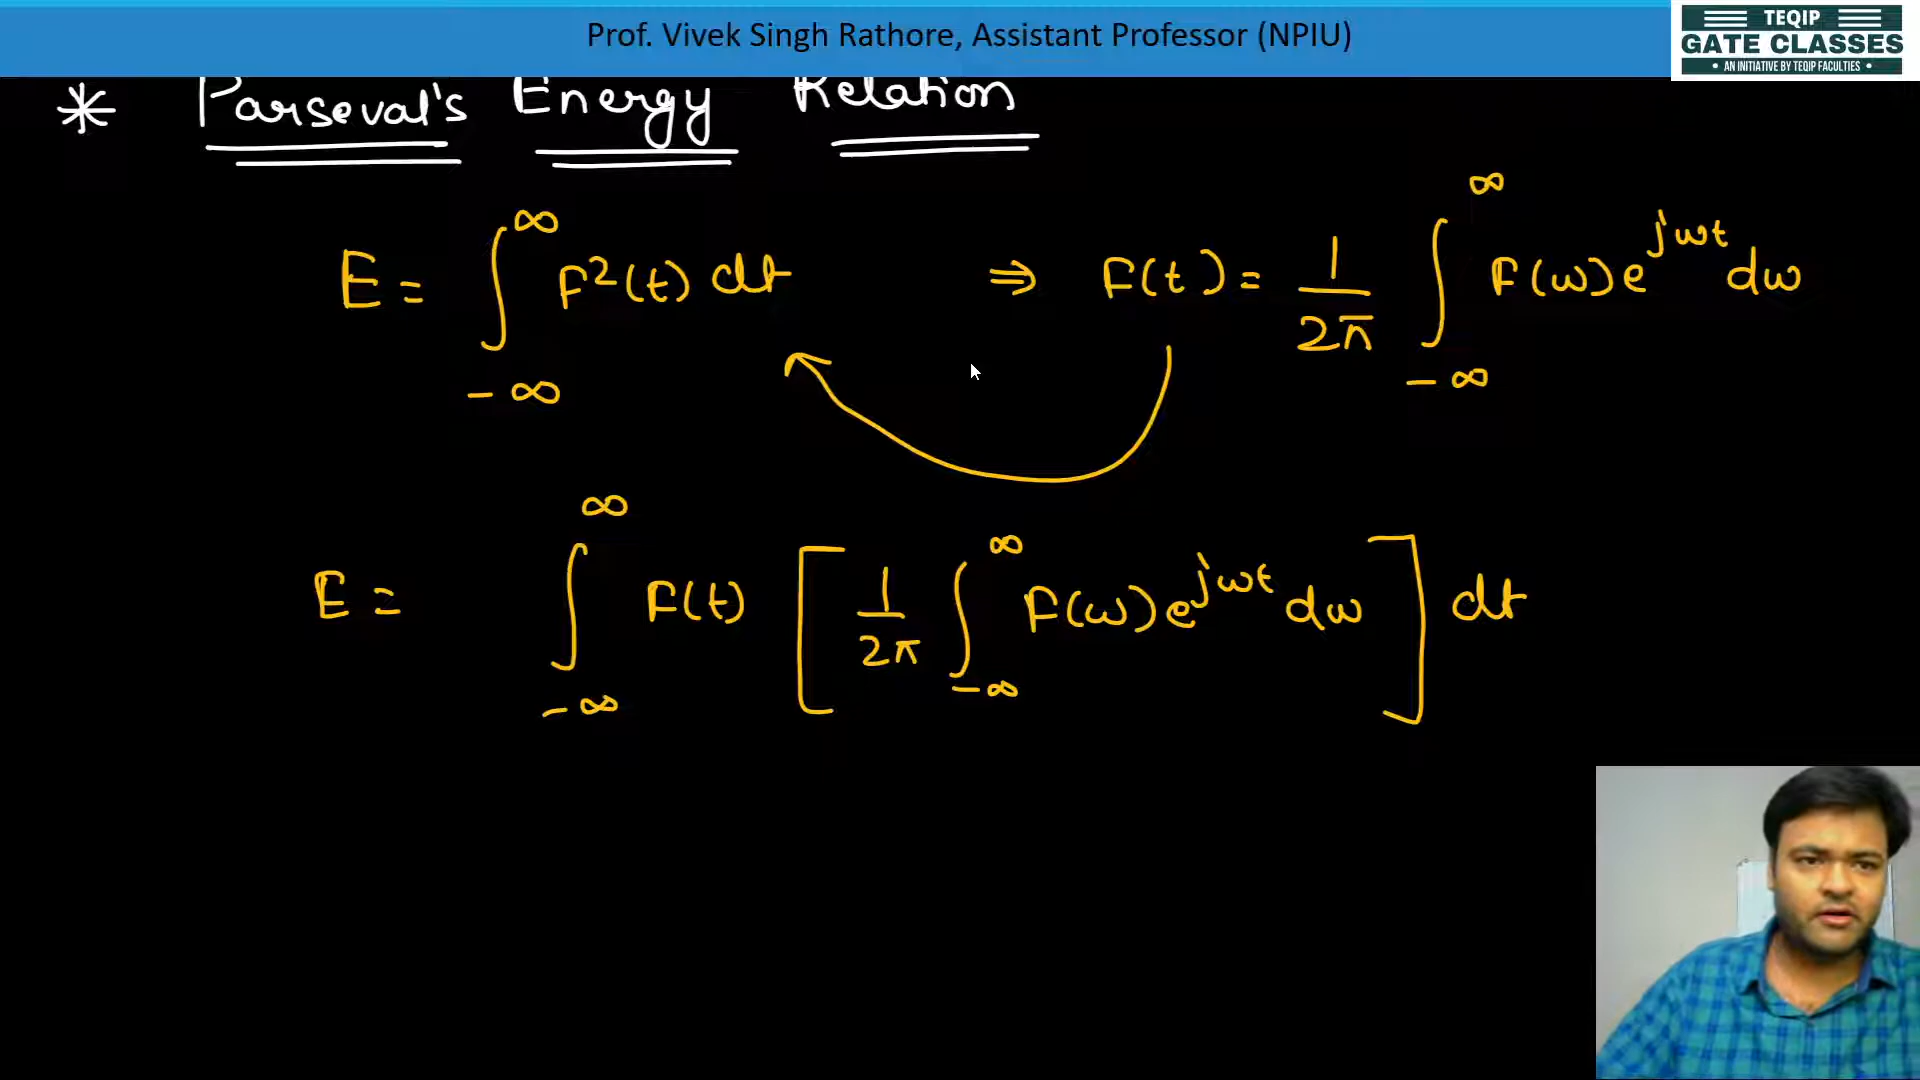 Prof. Vivek Singh Rathore, Assistant Professor (NPIU)
TEQIP
GATE CLASSES
• AN INITIATIVE BY TEQIP FACULTIES •
* Parseval's Energy Relation
E = ∫_{-∞}^{∞} F²(t) dt ⇒ F(t) = 1/2π ∫_{-∞}^{∞} F(ω) e^{jωt} dω
E = ∫_{-∞}^{∞} F(t) [ 1/2π ∫_{-∞}^{∞} F(ω) e^{jωt} dω ] dt